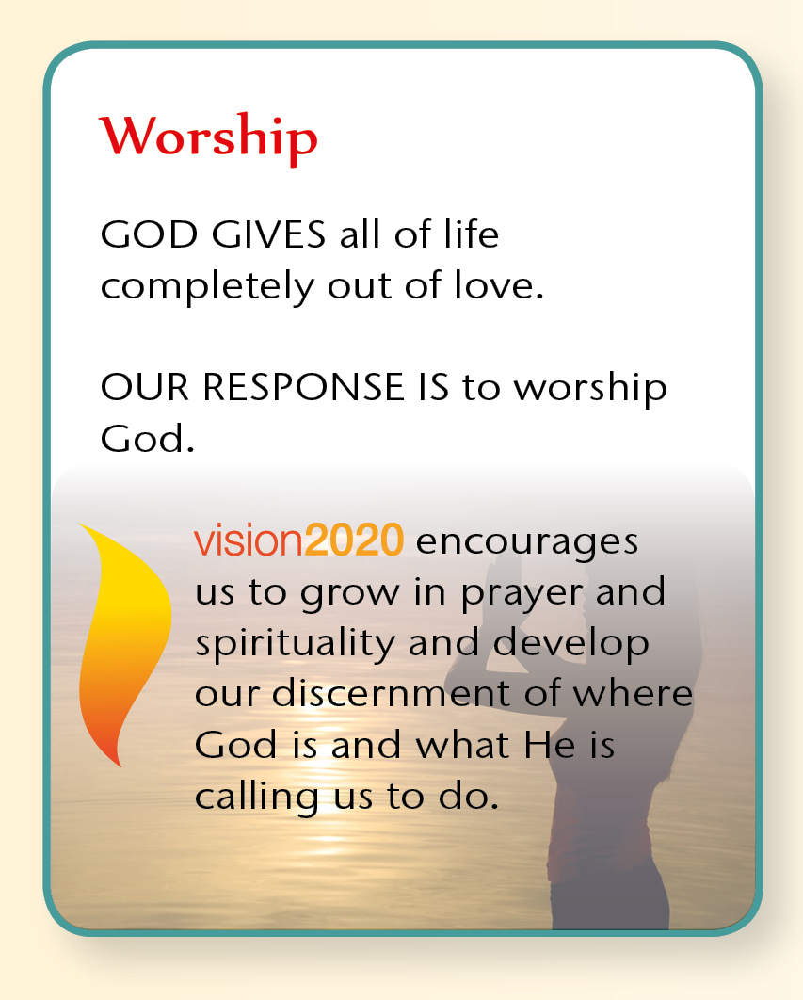 Worship
GOD GIVES all of life
completely out of love.
OUR RESPONSE IS to worship
God.
vision2020 encourages
us to grow in prayer and
spirituality and develop
our discernment of where
God is and what He is
calling us to do.